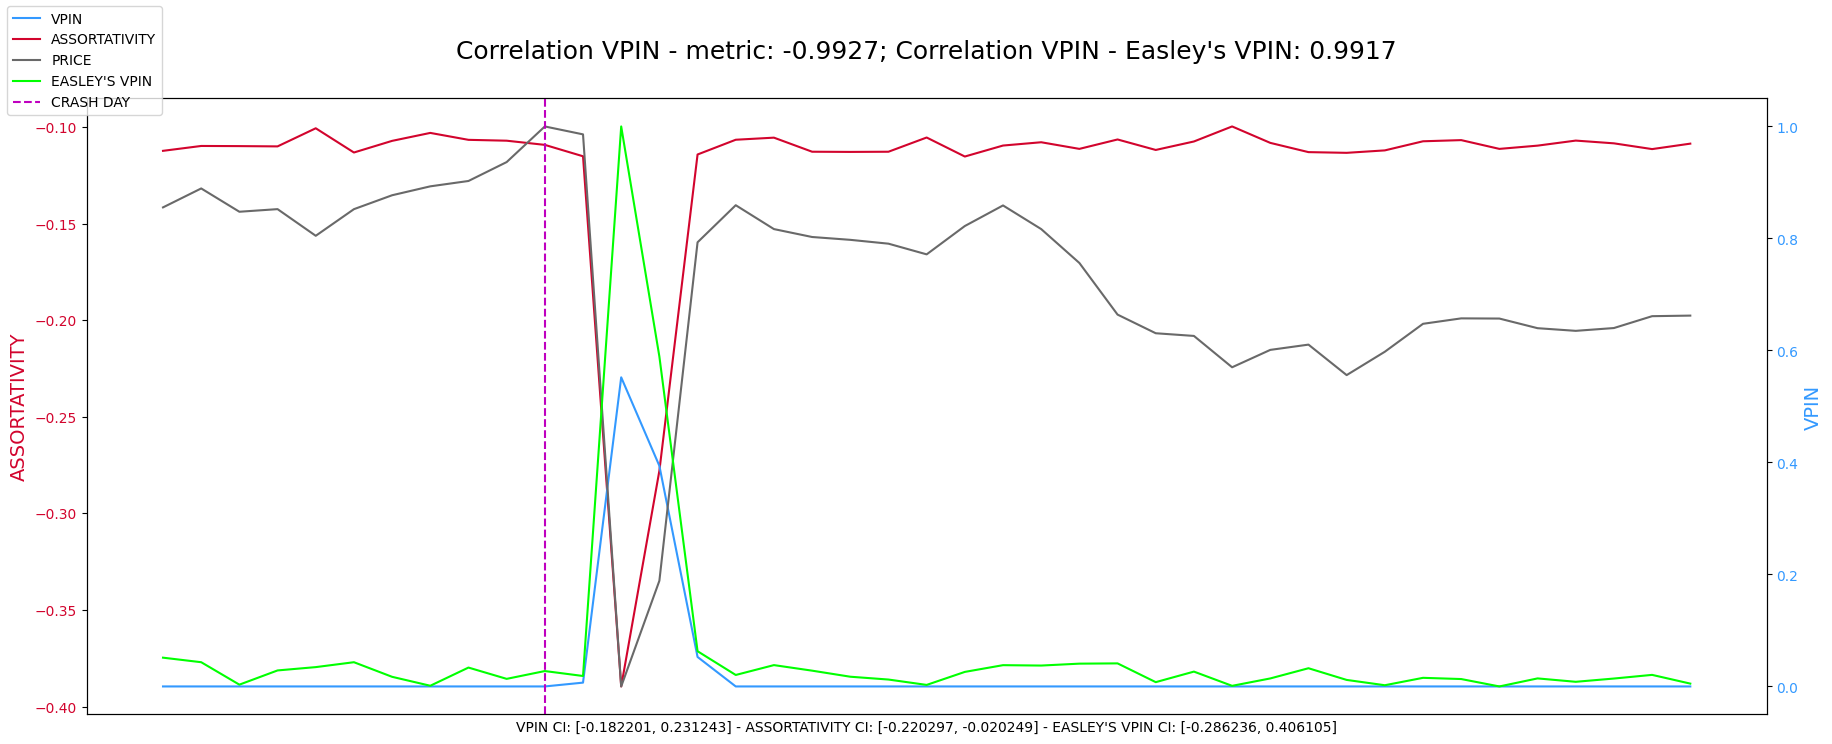 VPIN
ASSORTATIVITY
PRICE
EASLEY'S VPIN
CRASH DAY
Correlation VPIN - metric: -0.9927; Correlation VPIN - Easley's VPIN: 0.9917
−0.10
−0.15
−0.20
−0.25
−0.30
−0.35
−0.40
ASSORTATIVITY
1.0
0.8
0.6
0.4
0.2
0.0
VPIN
VPIN CI: [-0.182201, 0.231243] - ASSORTATIVITY CI: [-0.220297, -0.020249] - EASLEY'S VPIN CI: [-0.286236, 0.406105]